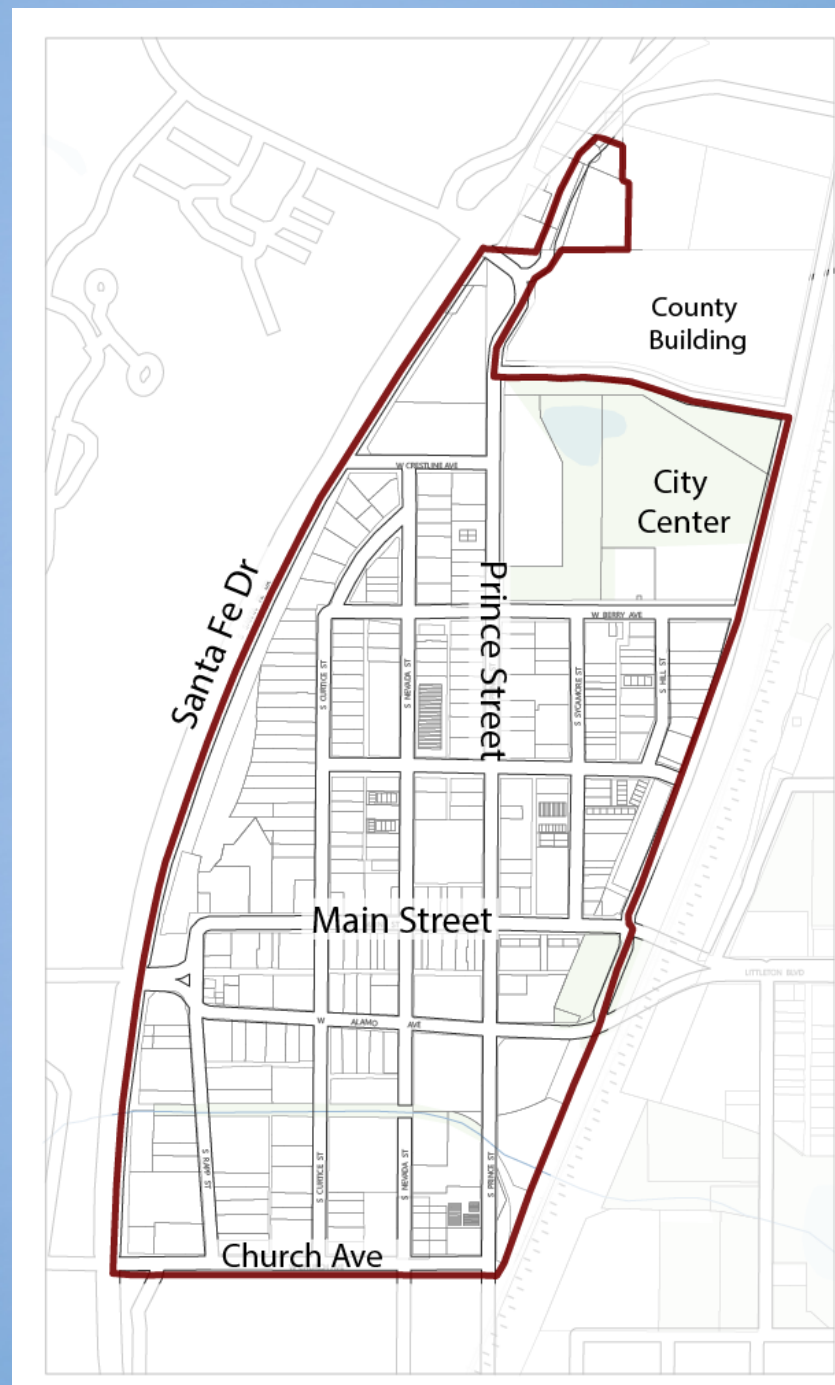 County
Building
W CRESTLINE AVE
City
Center
Prince Street
Santa Fe Dr
W BERRY AVE
S CURTICE ST
S NEVADA ST
S SYCAMORE ST
S HILL ST
Main Street
LITTLETON BLVD
W ALAMO AVE
S RAPP ST
S CURTICE ST
S NEVADA ST
S PRINCE ST
Church Ave